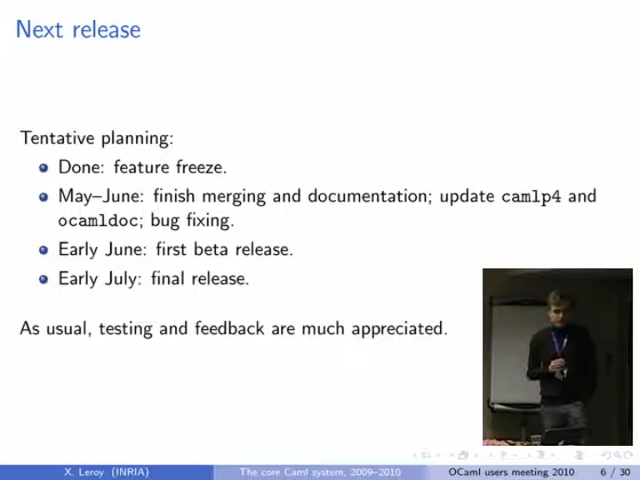 Next release
Tentative planning:
Done: feature freeze.
May–June: finish merging and documentation; update camlp4 and
ocamldoc; bug fixing.
Early June: first beta release.
Early July: final release.
As usual, testing and feedback are much appreciated.
X. Leroy (INRIA) The core Caml system, 2009–2010 OCaml users meeting 2010 6 / 30